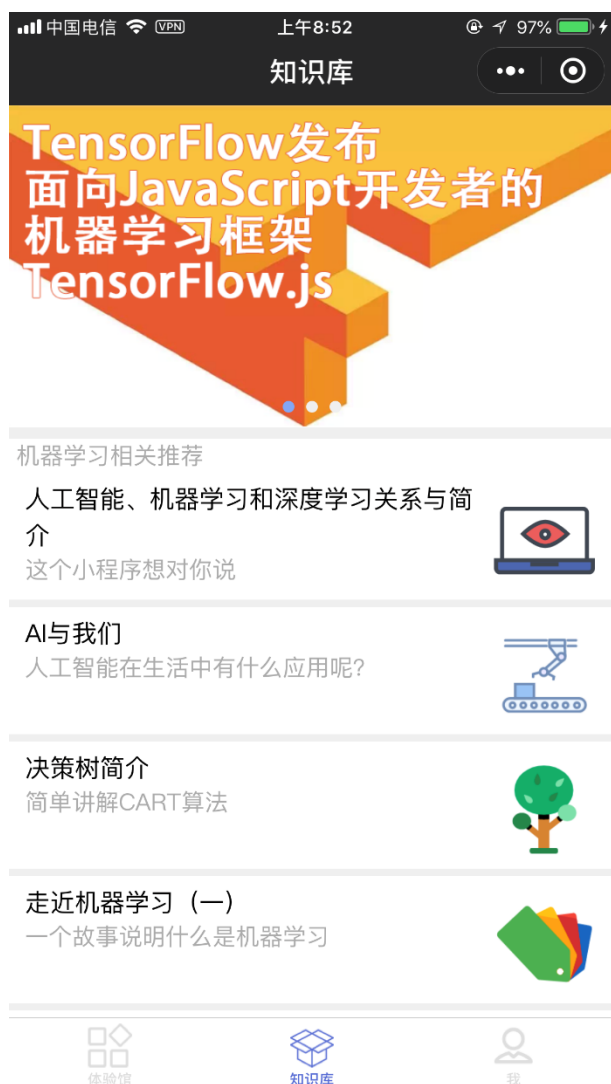 中国电信 VPN 上午8:52 97%
知识库
TensorFlow发布
面向JavaScript开发者的
机器学习框架
TensorFlow.js
机器学习相关推荐
人工智能、机器学习和深度学习关系与简
介
这个小程序想对你说
AI与我们
人工智能在生活中有什么应用呢?
决策树简介
简单讲解CART算法
走近机器学习（一）
一个故事说明什么是机器学习
体验馆 知识库 我